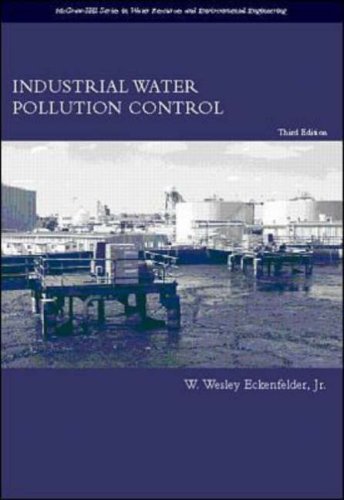 McGraw-Hill Series in Water Resources and Environmental Engineering
INDUSTRIAL WATER
POLLUTION CONTROL
Third Edition
W. Wesley Eckenfelder, Jr.